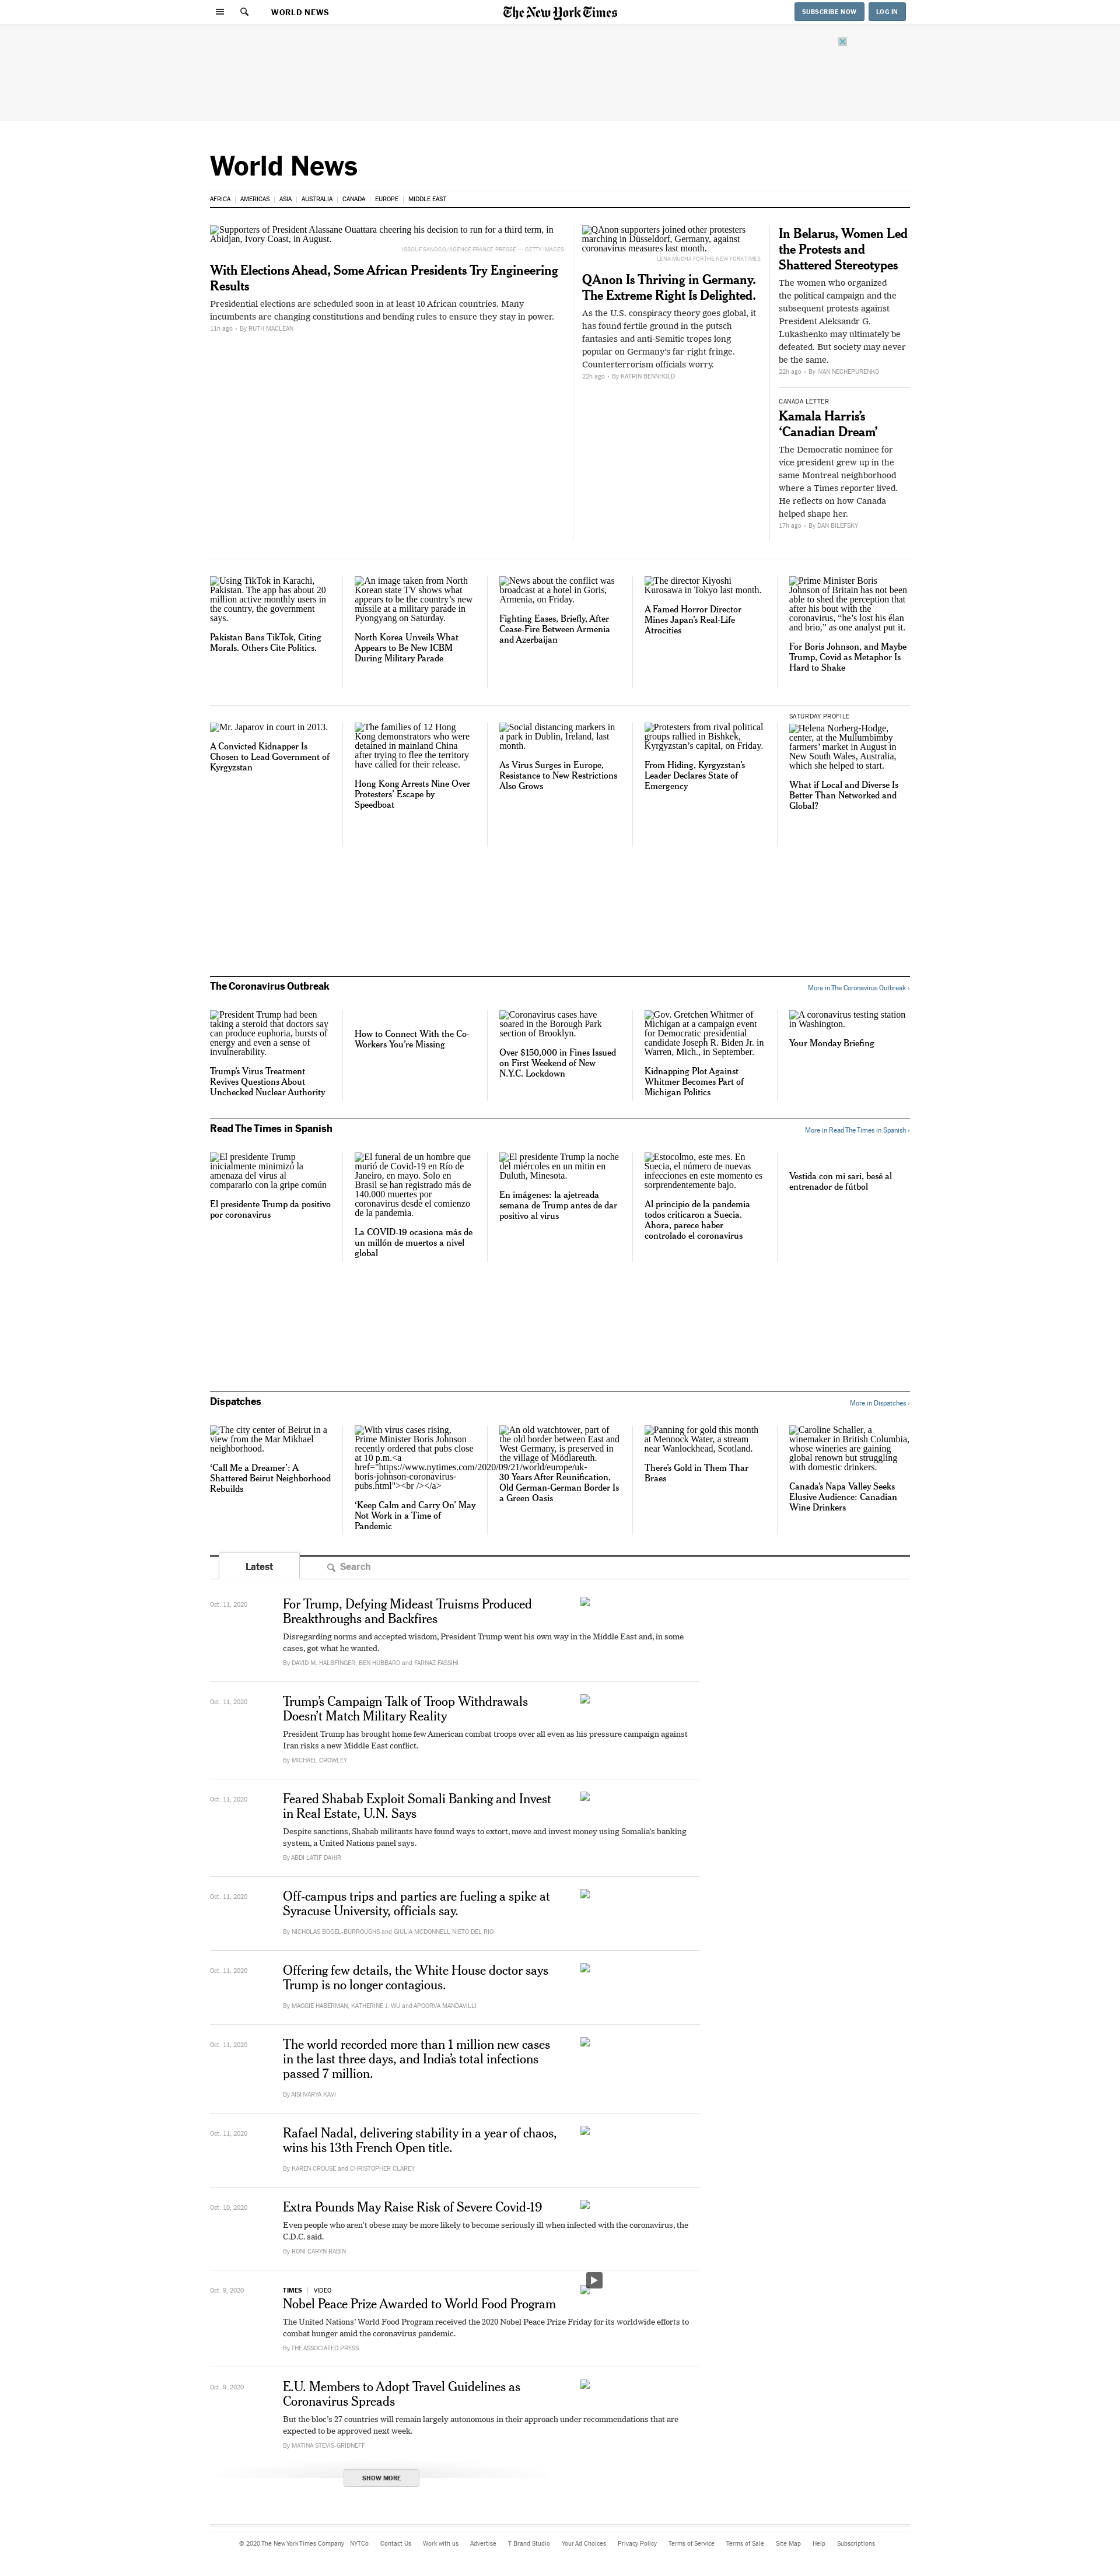 WORLD NEWS
The New York Times
SUBSCRIBE NOW
LOG IN
World News
AFRICA
AMERICAS
ASIA
AUSTRALIA
CANADA
EUROPE
MIDDLE EAST
Supporters of President Alassane Ouattara cheering his decision to run for a third term, in
Abidjan, Ivory Coast, in August.
ISSOUF SANOGO/AGENCE FRANCE-PRESSE — GETTY IMAGES
With Elections Ahead, Some African Presidents Try Engineering
Results
Presidential elections are scheduled soon in at least 10 African countries. Many
incumbents are changing constitutions and bending rules to ensure they stay in power.
11h ago • By RUTH MACLEAN
QAnon supporters joined other protesters
marching in Düsseldorf, Germany, against
coronavirus measures last month.
LENA MUCHA FOR THE NEW YORK TIMES
QAnon Is Thriving in Germany.
The Extreme Right Is Delighted.
As the U.S. conspiracy theory goes global, it
has found fertile ground in the putsch
fantasies and anti-Semitic tropes long
popular on Germany's far-right fringe.
Counterterrorism officials worry.
22h ago • By KATRIN BENNHOLD
In Belarus, Women Led
the Protests and
Shattered Stereotypes
The women who organized
the political campaign and the
subsequent protests against
President Aleksandr G.
Lukashenko may ultimately be
defeated. But society may never
be the same.
22h ago • By IVAN NECHEPURENKO
CANADA LETTER
Kamala Harris's
‘Canadian Dream’
The Democratic nominee for
vice president grew up in the
same Montreal neighborhood
where a Times reporter lived.
He reflects on how Canada
helped shape her.
17h ago • By DAN BILEFSKY
Using TikTok in Karachi,
Pakistan. The app has about 20
million active monthly users in
the country, the government
says.
Pakistan Bans TikTok, Citing
Morals. Others Cite Politics.
An image taken from North
Korean state TV shows what
appears to be the country’s new
missile at a military parade in
Pyongyang on Saturday.
North Korea Unveils What
Appears to Be New ICBM
During Military Parade
News about the conflict was
broadcast at a hotel in Goris,
Armenia, on Friday.
Fighting Eases, Briefly, After
Cease-Fire Between Armenia
and Azerbaijan
The director Kiyoshi
Kurosawa in Tokyo last month.
A Famed Horror Director
Mines Japan’s Real-Life
Atrocities
Prime Minister Boris
Johnson of Britain has not been
able to shed the perception that
after his bout with the
coronavirus, “he’s lost his élan
and brio,” as one analyst put it.
For Boris Johnson, and Maybe
Trump, Covid as Metaphor Is
Hard to Shake
Mr. Japarov in court in 2013.
A Convicted Kidnapper Is
Chosen to Lead Government of
Kyrgyzstan
The families of 12 Hong
Kong demonstrators who were
detained in mainland China
after trying to flee the territory
have called for their release.
Hong Kong Arrests Nine Over
Protesters’ Escape by
Speedboat
Social distancing markers in
a park in Dublin, Ireland, last
month.
As Virus Surges in Europe,
Resistance to New Restrictions
Also Grows
Protesters from rival political
groups rallied in Bishkek,
Kyrgyzstan’s capital, on Friday.
From Hiding, Kyrgyzstan’s
Leader Declares State of
Emergency
SATURDAY PROFILE
Helena Norberg-Hodge,
center, at the Mullumbimby
farmers’ market in August in
New South Wales, Australia,
which she helped to start.
What if Local and Diverse Is
Better Than Networked and
Global?
The Coronavirus Outbreak
More in The Coronavirus Outbreak ›
President Trump had been
taking a steroid that doctors say
can produce euphoria, bursts of
energy and even a sense of
invulnerability.
Trump’s Virus Treatment
Revives Questions About
Unchecked Nuclear Authority
How to Connect With the Co-
Workers You’re Missing
Coronavirus cases have
soared in the Borough Park
section of Brooklyn.
Over $150,000 in Fines Issued
on First Weekend of New
N.Y.C. Lockdown
Gov. Gretchen Whitmer of
Michigan at a campaign event
for Democratic presidential
candidate Joseph R. Biden Jr. in
Warren, Mich., in September.
Kidnapping Plot Against
Whitmer Becomes Part of
Michigan Politics
A coronavirus testing station
in Washington.
Your Monday Briefing
Read The Times in Spanish
More in Read The Times in Spanish ›
El presidente Trump
inicialmente minimizó la
amenaza del virus al
compararlo con la gripe común
El presidente Trump da positivo
por coronavirus
El funeral de un hombre que
murió de Covid-19 en Río de
Janeiro, en mayo. Solo en
Brasil se han registrado más de
140.000 muertes por
coronavirus desde el comienzo
de la pandemia.
La COVID-19 ocasiona más de
un millón de muertos a nivel
global
El presidente Trump la noche
del miércoles en un mitin en
Duluth, Minesota.
En imágenes: la ajetreada
semana de Trump antes de dar
positivo al virus
Estocolmo, este mes. En
Suecia, el número de nuevas
infecciones en este momento es
sorprendentemente bajo.
Al principio de la pandemia
todos criticaron a Suecia.
Ahora, parece haber
controlado el coronavirus
Vestida con mi sari, besé al
entrenador de fútbol
Dispatches
More in Dispatches ›
The city center of Beirut in a
view from the Mar Mikhael
neighborhood.
‘Call Me a Dreamer’: A
Shattered Beirut Neighborhood
Rebuilds
With virus cases rising,
Prime Minister Boris Johnson
recently ordered that pubs close
at 10 p.m.<a
href="https://www.nytimes.com/2020/09/21/world/europe/uk-
boris-johnson-coronavirus-
pubs.html"><br /></a>
‘Keep Calm and Carry On’ May
Not Work in a Time of
Pandemic
An old watchtower, part of
the old border between East and
West Germany, is preserved in
the village of Mödlareuth.
30 Years After Reunification,
Old German-German Border Is
a Green Oasis
Panning for gold this month
at Mennock Water, a stream
near Wanlockhead, Scotland.
There’s Gold in Them Thar
Braes
Caroline Schaller, a
winemaker in British Columbia,
whose wineries are gaining
global renown but struggling
with domestic drinkers.
Canada’s Napa Valley Seeks
Elusive Audience: Canadian
Wine Drinkers
Latest
Search
Oct. 11, 2020
For Trump, Defying Mideast Truisms Produced
Breakthroughs and Backfires
Disregarding norms and accepted wisdom, President Trump went his own way in the Middle East and, in some
cases, got what he wanted.
By DAVID M. HALBFINGER, BEN HUBBARD and FARNAZ FASSIHI
Oct. 11, 2020
Trump’s Campaign Talk of Troop Withdrawals
Doesn’t Match Military Reality
President Trump has brought home few American combat troops over all even as his pressure campaign against
Iran risks a new Middle East conflict.
By MICHAEL CROWLEY
Oct. 11, 2020
Feared Shabab Exploit Somali Banking and Invest
in Real Estate, U.N. Says
Despite sanctions, Shabab militants have found ways to extort, move and invest money using Somalia’s banking
system, a United Nations panel says.
By ABDI LATIF DAHIR
Oct. 11, 2020
Off-campus trips and parties are fueling a spike at
Syracuse University, officials say.
By NICHOLAS BOGEL-BURROUGHS and GIULIA MCDONNELL NIETO DEL RIO
Oct. 11, 2020
Offering few details, the White House doctor says
Trump is no longer contagious.
By MAGGIE HABERMAN, KATHERINE J. WU and APOORVA MANDAVILLI
Oct. 11, 2020
The world recorded more than 1 million new cases
in the last three days, and India’s total infections
passed 7 million.
By AISHVARYA KAVI
Oct. 11, 2020
Rafael Nadal, delivering stability in a year of chaos,
wins his 13th French Open title.
By KAREN CROUSE and CHRISTOPHER CLAREY
Oct. 10, 2020
Extra Pounds May Raise Risk of Severe Covid-19
Even people who aren’t obese may be more likely to become seriously ill when infected with the coronavirus, the
C.D.C. said.
By RONI CARYN RABIN
Oct. 9, 2020
TIMES | VIDEO
Nobel Peace Prize Awarded to World Food Program
The United Nations’ World Food Program received the 2020 Nobel Peace Prize Friday for its worldwide efforts to
combat hunger amid the coronavirus pandemic.
By THE ASSOCIATED PRESS
Oct. 9, 2020
E.U. Members to Adopt Travel Guidelines as
Coronavirus Spreads
But the bloc’s 27 countries will remain largely autonomous in their approach under recommendations that are
expected to be approved next week.
By MATINA STEVIS-GRIDNEFF
SHOW MORE
© 2020 The New York Times Company
NYTCo
Contact Us
Work with us
Advertise
T Brand Studio
Your Ad Choices
Privacy Policy
Terms of Service
Terms of Sale
Site Map
Help
Subscriptions